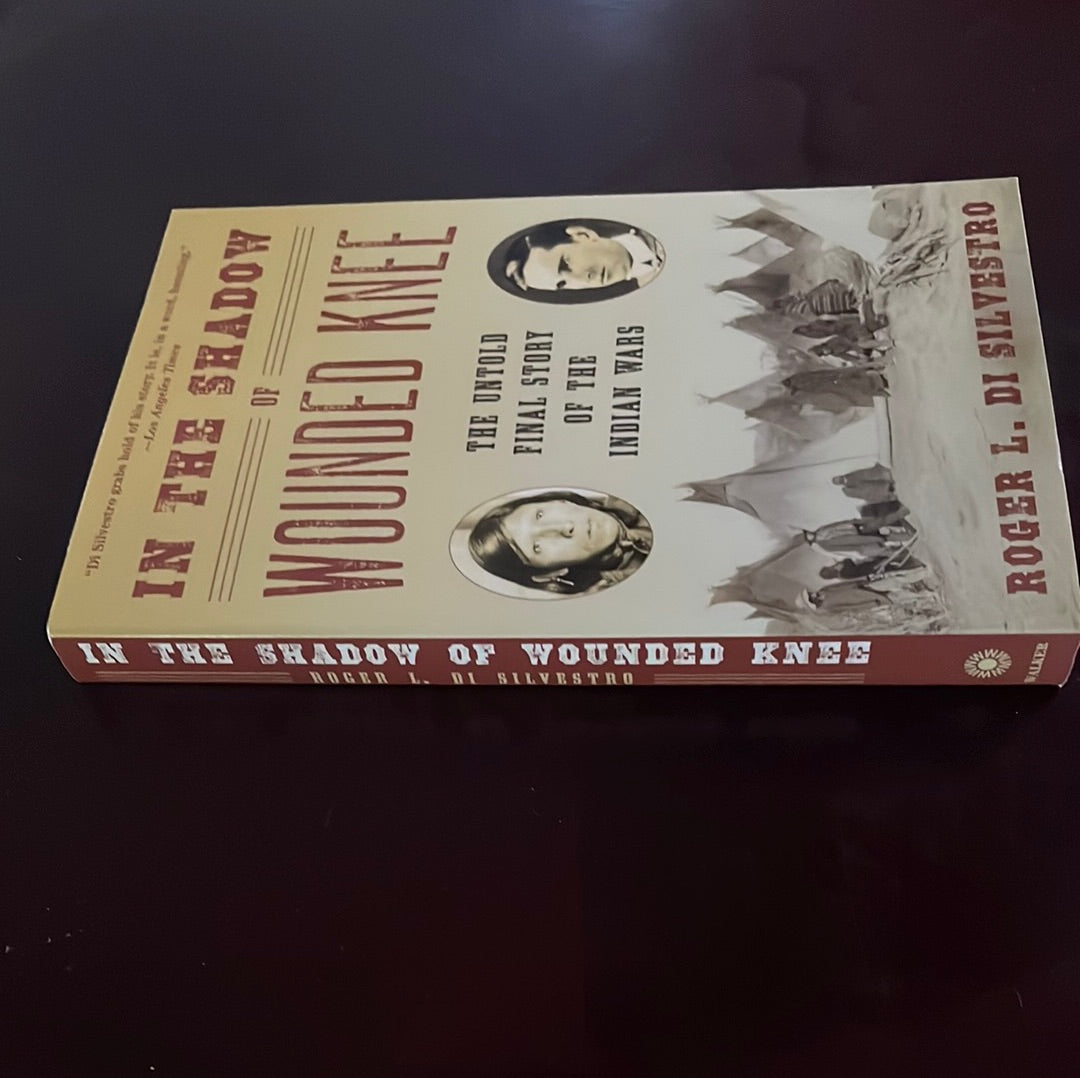 "Di Silvestro grabs hold of his story. It is, in a word, haunting."
—Los Angeles Times
IN THE SHADOW
OF
WOUNDED KNEE
THE UNTOLD
FINAL STORY
OF THE
INDIAN WARS
ROGER L. DI SILVESTRO
IN THE SHADOW OF WOUNDED KNEE
ROGER L. DI SILVESTRO
WALKER